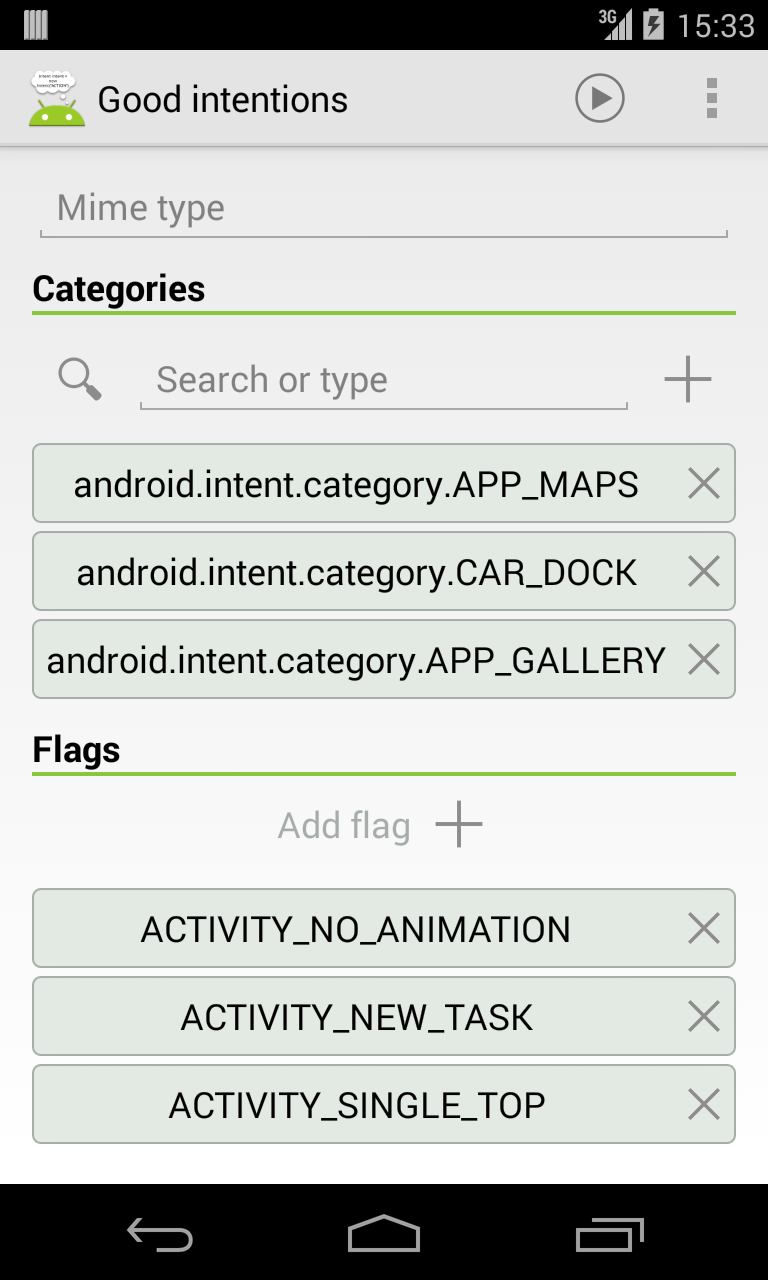 3G 15:33
Good intentions
Mime type
Categories
Search or type
android.intent.category.APP_MAPS
android.intent.category.CAR_DOCK
android.intent.category.APP_GALLERY
Flags
Add flag
ACTIVITY_NO_ANIMATION
ACTIVITY_NEW_TASK
ACTIVITY_SINGLE_TOP